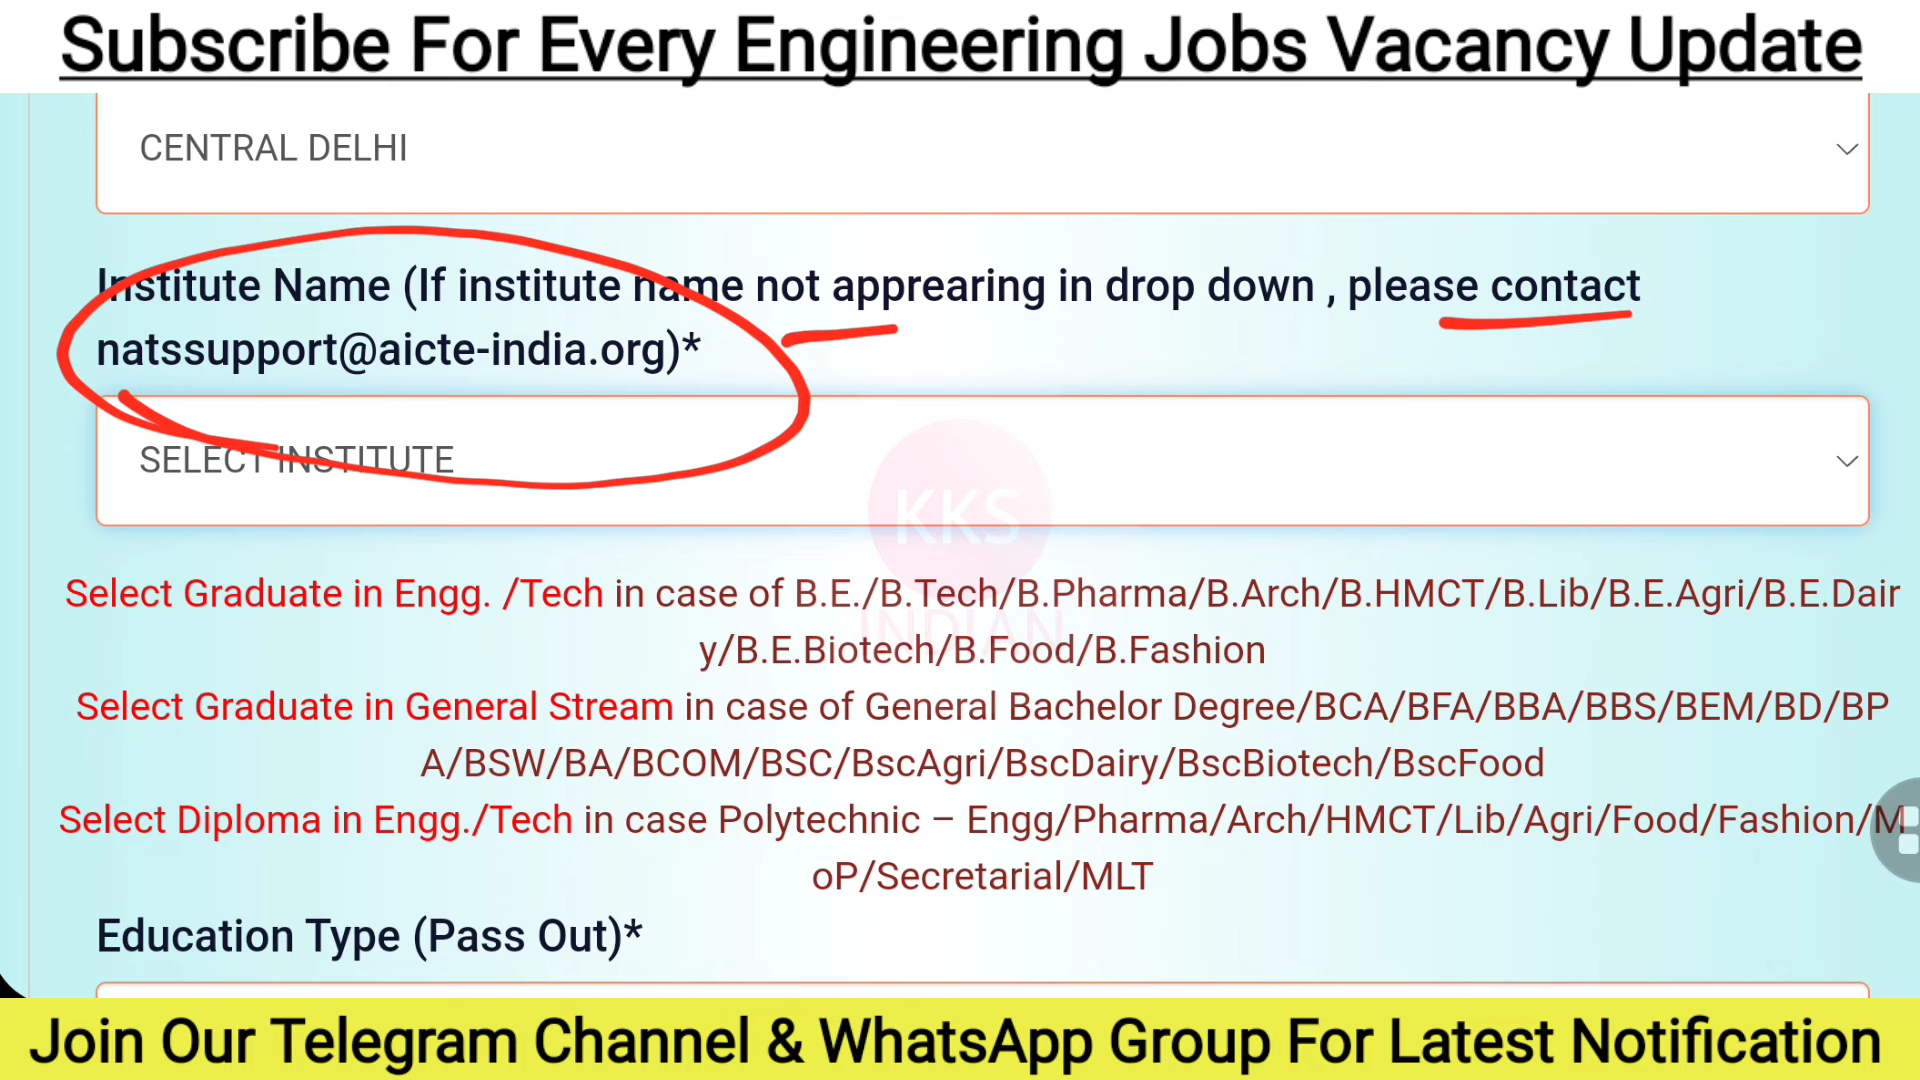 Subscribe For Every Engineering Jobs Vacancy Update
CENTRAL DELHI
Institute Name (If institute name not apprearing in drop down , please contact
natssupport@aicte-india.org)*
SELECT INSTITUTE
KKS
INDIAN
Select Graduate in Engg. /Tech in case of B.E./B.Tech/B.Pharma/B.Arch/B.HMCT/B.Lib/B.E.Agri/B.E.Dair
y/B.E.Biotech/B.Food/B.Fashion
Select Graduate in General Stream in case of General Bachelor Degree/BCA/BFA/BBA/BBS/BEM/BD/BP
A/BSW/BA/BCOM/BSC/BscAgri/BscDairy/BscBiotech/BscFood
Select Diploma in Engg./Tech in case Polytechnic – Engg/Pharma/Arch/HMCT/Lib/Agri/Food/Fashion/M
oP/Secretarial/MLT
Education Type (Pass Out)*
Join Our Telegram Channel & WhatsApp Group For Latest Notification